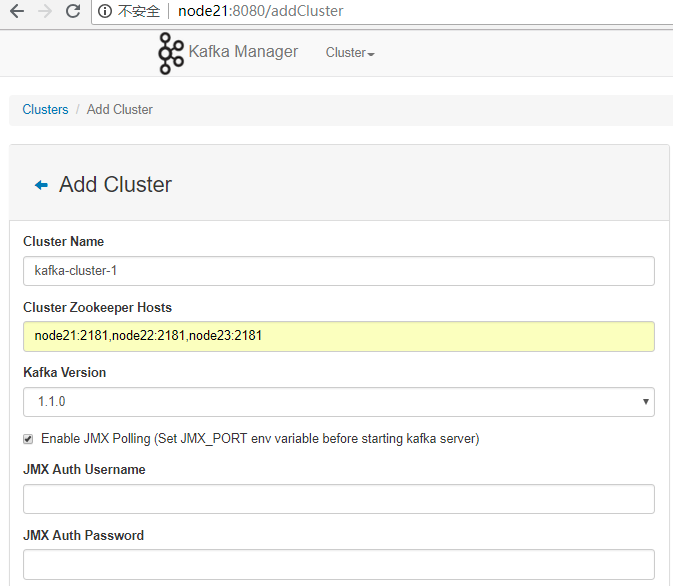 不安全 node21:8080/addCluster
Kafka Manager Cluster
Clusters / Add Cluster
Add Cluster
Cluster Name
kafka-cluster-1
Cluster Zookeeper Hosts
node21:2181,node22:2181,node23:2181
Kafka Version
1.1.0
Enable JMX Polling (Set JMX_PORT env variable before starting kafka server)
JMX Auth Username
JMX Auth Password